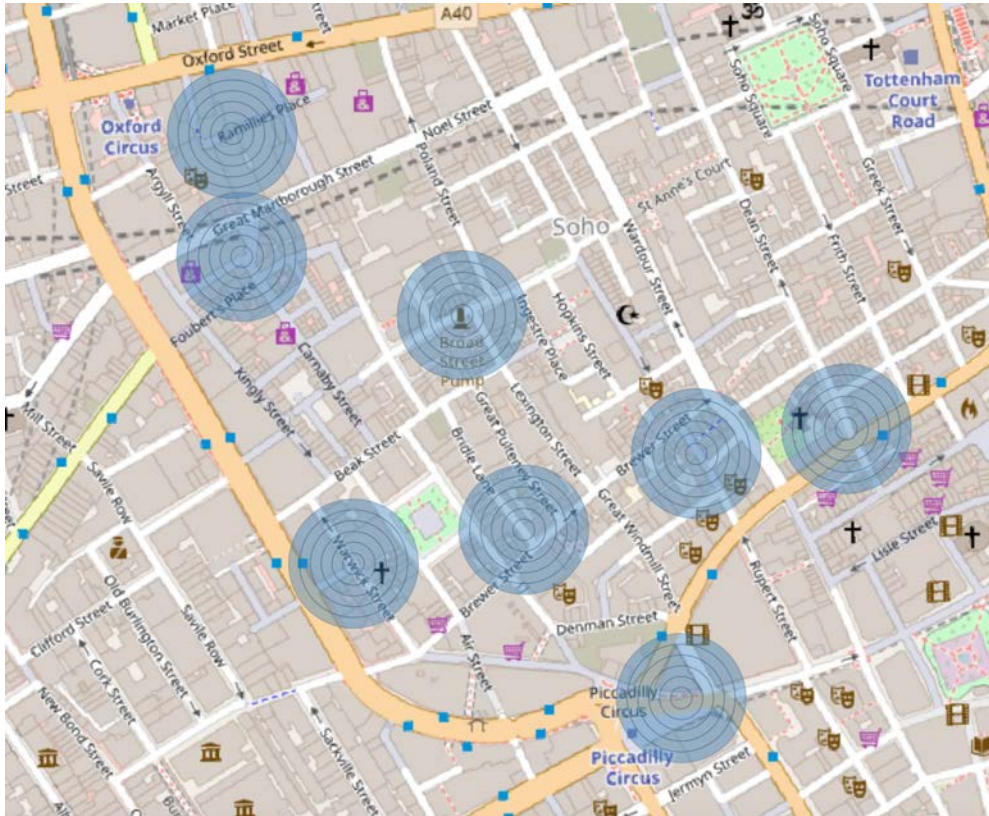 Market Place
A40
Oxford Street
Soho Square
Soho Square
Tottenham
Court
Road
Oxford
Circus
Ramillies Place
Noel Street
Poland Street
Argyll Street
Great Marlborough Street
St Anne's Court
Greek Street
Dean Street
Frith Street
Soho
Wardour Street
Foubert Place
Ingestre Place
Hopkins Street
Broad
Street
Pump
Carnaby Street
Kingly Street
Lexington Street
Great Pulteney Street
Bridle Lane
Beak Street
Brewer Street
Mill Street
Savile Row
Great Windmill Street
Lisle Street
Warwick Street
Old Burlington Street
Savile Row
Clifford Street
Cork Street
New Bond Street
Brewer Street
Air Street
Denman Street
Rupert Street
Sackville Street
Piccadilly
Circus
Piccadilly
Circus
Jermyn Street